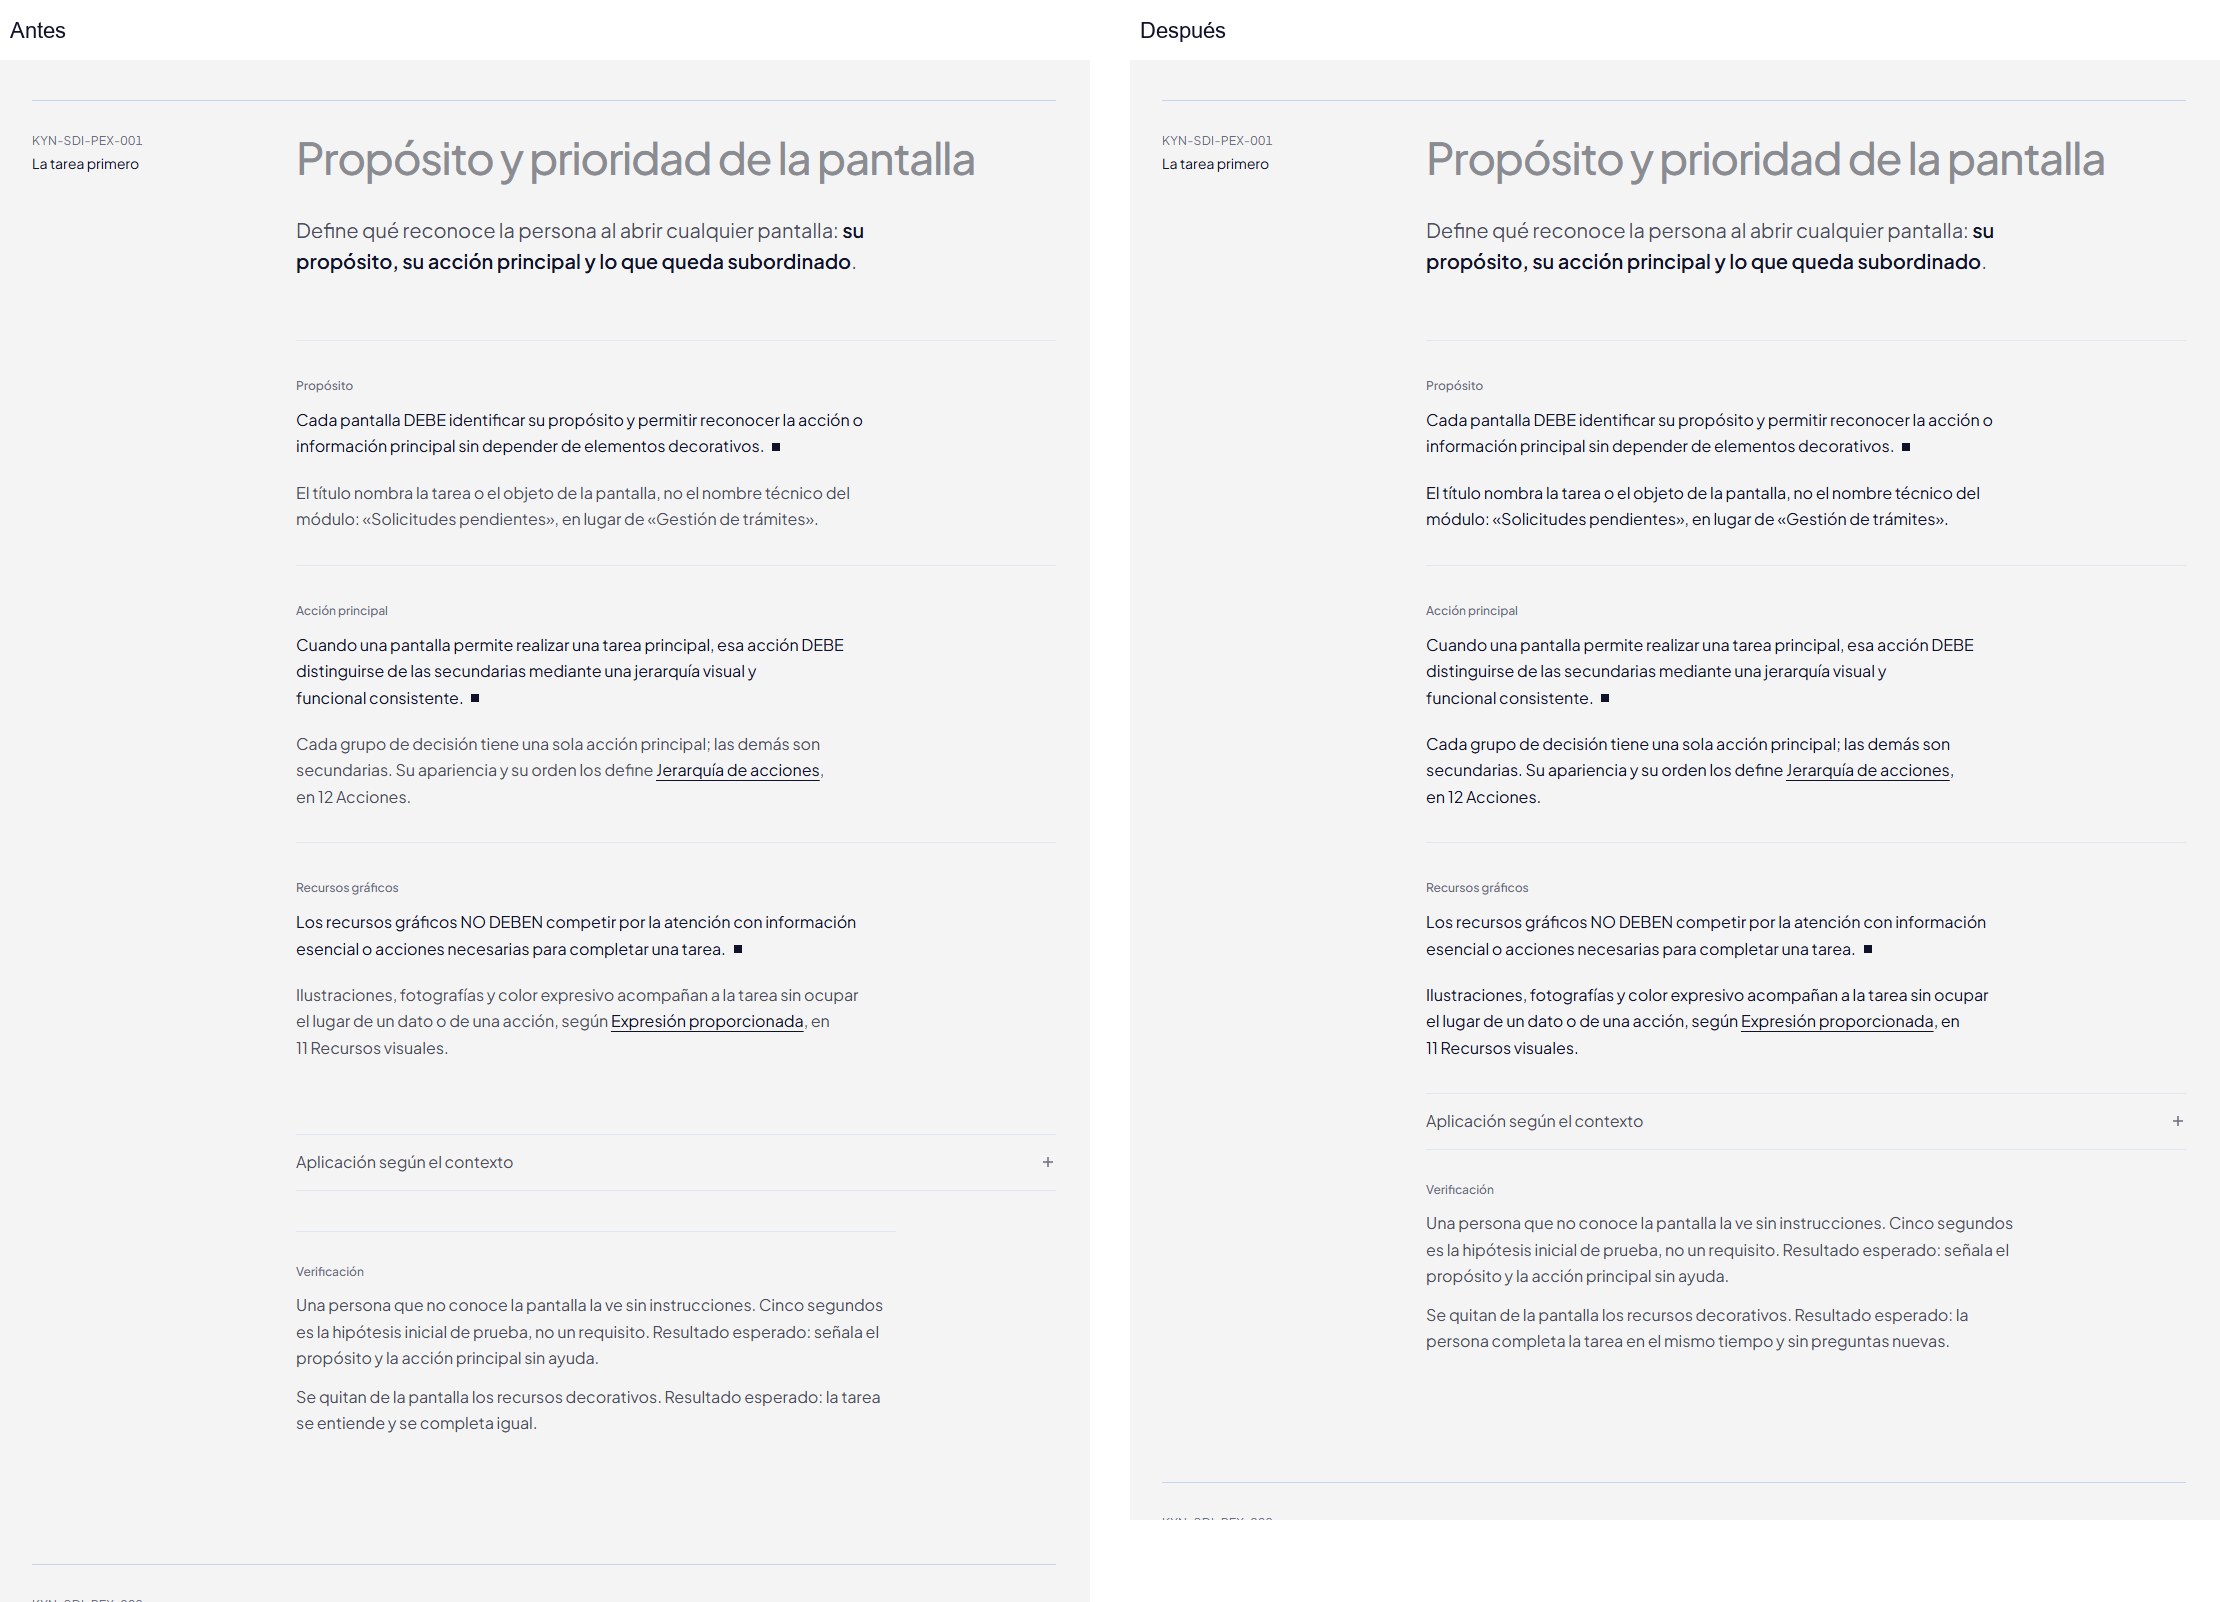 Antes
KYN-SDI-PEX-001
La tarea primero
Propósito y prioridad de la pantalla
Define qué reconoce la persona al abrir cualquier pantalla: su
propósito, su acción principal y lo que queda subordinado.
Propósito
Cada pantalla DEBE identificar su propósito y permitir reconocer la acción o
información principal sin depender de elementos decorativos. ■
El título nombra la tarea o el objeto de la pantalla, no el nombre técnico del
módulo: «Solicitudes pendientes», en lugar de «Gestión de trámites».
Acción principal
Cuando una pantalla permite realizar una tarea principal, esa acción DEBE
distinguirse de las secundarias mediante una jerarquía visual y
funcional consistente. ■
Cada grupo de decisión tiene una sola acción principal; las demás son
secundarias. Su apariencia y su orden los define Jerarquía de acciones,
en 12 Acciones.
Recursos gráficos
Los recursos gráficos NO DEBEN competir por la atención con información
esencial o acciones necesarias para completar una tarea. ■
Ilustraciones, fotografías y color expresivo acompañan a la tarea sin ocupar
el lugar de un dato o de una acción, según Expresión proporcionada, en
11 Recursos visuales.
Aplicación según el contexto +
Verificación
Una persona que no conoce la pantalla la ve sin instrucciones. Cinco segundos
es la hipótesis inicial de prueba, no un requisito. Resultado esperado: señala el
propósito y la acción principal sin ayuda.
Se quitan de la pantalla los recursos decorativos. Resultado esperado: la tarea
se entiende y se completa igual.
Después
KYN-SDI-PEX-001
La tarea primero
Propósito y prioridad de la pantalla
Define qué reconoce la persona al abrir cualquier pantalla: su
propósito, su acción principal y lo que queda subordinado.
Propósito
Cada pantalla DEBE identificar su propósito y permitir reconocer la acción o
información principal sin depender de elementos decorativos. ■
El título nombra la tarea o el objeto de la pantalla, no el nombre técnico del
módulo: «Solicitudes pendientes», en lugar de «Gestión de trámites».
Acción principal
Cuando una pantalla permite realizar una tarea principal, esa acción DEBE
distinguirse de las secundarias mediante una jerarquía visual y
funcional consistente. ■
Cada grupo de decisión tiene una sola acción principal; las demás son
secundarias. Su apariencia y su orden los define Jerarquía de acciones,
en 12 Acciones.
Recursos gráficos
Los recursos gráficos NO DEBEN competir por la atención con información
esencial o acciones necesarias para completar una tarea. ■
Ilustraciones, fotografías y color expresivo acompañan a la tarea sin ocupar
el lugar de un dato o de una acción, según Expresión proporcionada, en
11 Recursos visuales.
Aplicación según el contexto +
Verificación
Una persona que no conoce la pantalla la ve sin instrucciones. Cinco segundos
es la hipótesis inicial de prueba, no un requisito. Resultado esperado: señala el
propósito y la acción principal sin ayuda.
Se quitan de la pantalla los recursos decorativos. Resultado esperado: la
persona completa la tarea en el mismo tiempo y sin preguntas nuevas.